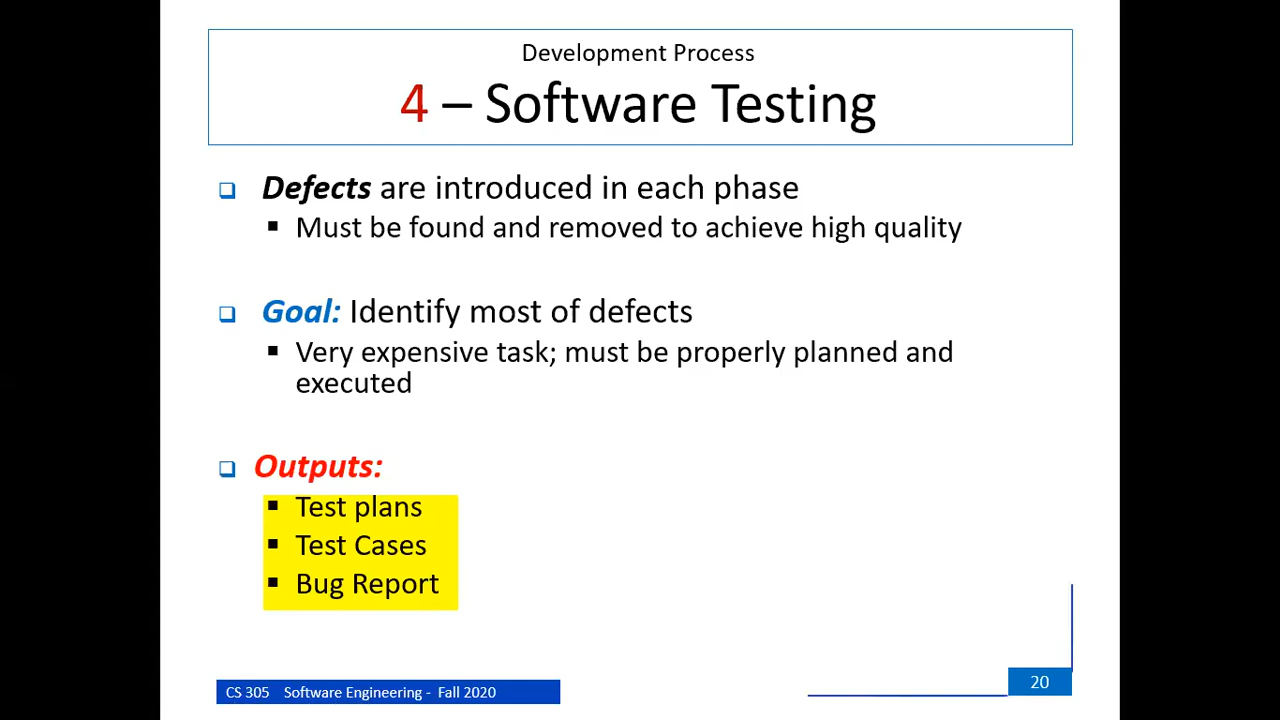 Development Process
4 – Software Testing
Defects are introduced in each phase
Must be found and removed to achieve high quality
Goal: Identify most of defects
Very expensive task; must be properly planned and
executed
Outputs:
Test plans
Test Cases
Bug Report
CS 305 Software Engineering - Fall 2020
20